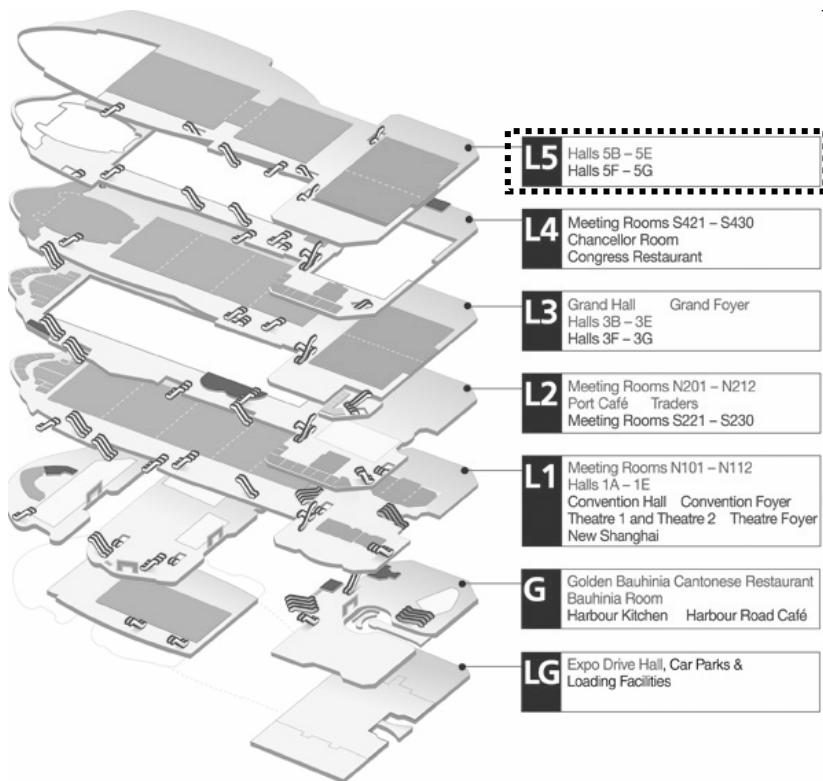 L5
Halls 5B – 5E
Halls 5F – 5G
L4
Meeting Rooms S421 – S430
Chancellor Room
Congress Restaurant
L3
Grand Hall Grand Foyer
Halls 3B – 3E
Halls 3F – 3G
L2
Meeting Rooms N201 – N212
Port Café Traders
Meeting Rooms S221 – S230
L1
Meeting Rooms N101 – N112
Halls 1A – 1E
Convention Hall Convention Foyer
Theatre 1 and Theatre 2 Theatre Foyer
New Shanghai
G
Golden Bauhinia Cantonese Restaurant
Bauhinia Room
Harbour Kitchen Harbour Road Café
LG
Expo Drive Hall, Car Parks &
Loading Facilities